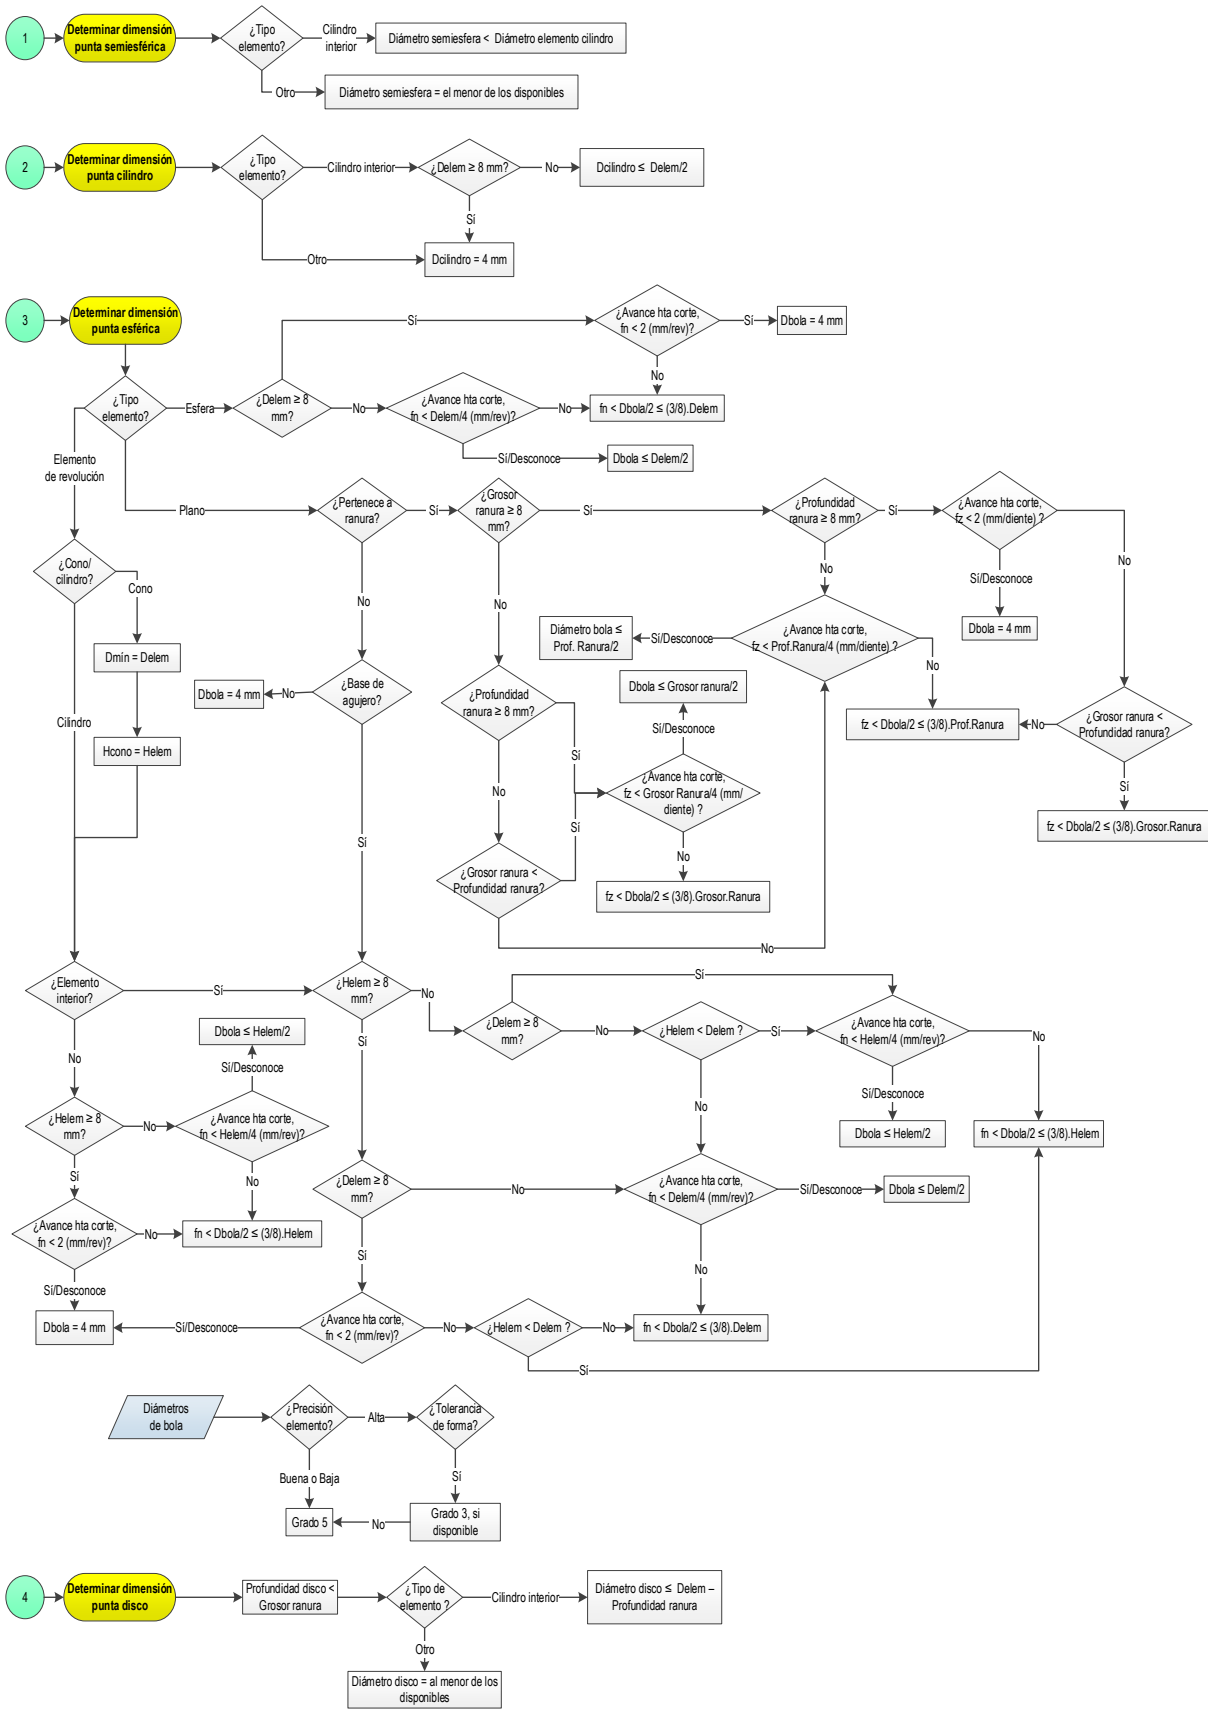 1
Determinar dimensión
punta semiesférica
¿Tipo
elemento?
Cilindro
interior
Diámetro semiesfera < Diámetro elemento cilindro
Otro
Diámetro semiesfera = el menor de los disponibles
2
Determinar dimensión
punta cilindro
¿Tipo
elemento?
Cilindro interior
¿Delem ≥ 8 mm?
No
Dcilindro ≤ Delem/2
Sí
Otro
Dcilindro = 4 mm
3
Determinar dimensión
punta esférica
Sí
¿Avance hta corte,
fn < 2 (mm/rev)?
Sí
Dbola = 4 mm
No
¿Tipo
elemento?
Esfera
¿Delem ≥ 8
mm?
No
¿Avance hta corte,
fn < Delem/4 (mm/rev)?
No
fn < Dbola/2 ≤ (3/8).Delem
Sí/Desconoce
Dbola ≤ Delem/2
Elemento
de revolución
Plano
¿Pertenece a
ranura?
Sí
¿Grosor
ranura ≥ 8
mm?
Sí
¿Profundidad
ranura ≥ 8 mm?
Sí
¿Avance hta corte,
fz < 2 (mm/diente) ?
No
¿Cono/
cilindro?
Cono
No
No
No
Sí/Desconoce
Dbola = 4 mm
Diámetro bola ≤
Prof. Ranura/2
Sí/Desconoce
¿Avance hta corte,
fz < Prof.Ranura/4 (mm/diente) ?
No
Dmín = Delem
Dbola = 4 mm
No
¿Base de
agujero?
¿Profundidad
ranura ≥ 8 mm?
Dbola ≤ Grosor ranura/2
Sí/Desconoce
fz < Dbola/2 ≤ (3/8).Prof.Ranura
No
¿Grosor ranura <
Profundidad ranura?
Cilindro
Hcono = Helem
Sí
¿Avance hta corte,
fz < Grosor Ranura/4 (mm/
diente) ?
No
Sí
Sí
fz < Dbola/2 ≤ (3/8).Grosor.Ranura
Sí
No
¿Grosor ranura <
Profundidad ranura?
fz < Dbola/2 ≤ (3/8).Grosor.Ranura
No
¿Elemento
interior?
Sí
¿Helem ≥ 8
mm?
No
Sí
¿Delem ≥ 8
mm?
No
¿Helem < Delem ?
Sí
¿Avance hta corte,
fn < Helem/4 (mm/rev)?
No
Dbola ≤ Helem/2
Sí/Desconoce
No
Sí
Sí/Desconoce
No
¿Helem ≥ 8
mm?
No
¿Avance hta corte,
fn < Helem/4 (mm/rev)?
Dbola ≤ Helem/2
fn < Dbola/2 ≤ (3/8).Helem
Sí
No
¿Delem ≥ 8
mm?
No
¿Avance hta corte,
fn < Delem/4 (mm/rev)?
Sí/Desconoce
Dbola ≤ Delem/2
¿Avance hta corte,
fn < 2 (mm/rev)?
No
fn < Dbola/2 ≤ (3/8).Helem
Sí
No
Sí/Desconoce
Dbola = 4 mm
Sí/Desconoce
¿Avance hta corte,
fn < 2 (mm/rev)?
No
¿Helem < Delem ?
No
fn < Dbola/2 ≤ (3/8).Delem
Sí
Diámetros
de bola
¿Precisión
elemento?
Alta
¿Tolerancia
de forma?
Buena o Baja
Sí
Grado 5
No
Grado 3, si
disponible
4
Determinar dimensión
punta disco
Profundidad disco <
Grosor ranura
¿Tipo de
elemento ?
Cilindro interior
Diámetro disco ≤ Delem –
Profundidad ranura
Otro
Diámetro disco = al menor de los
disponibles